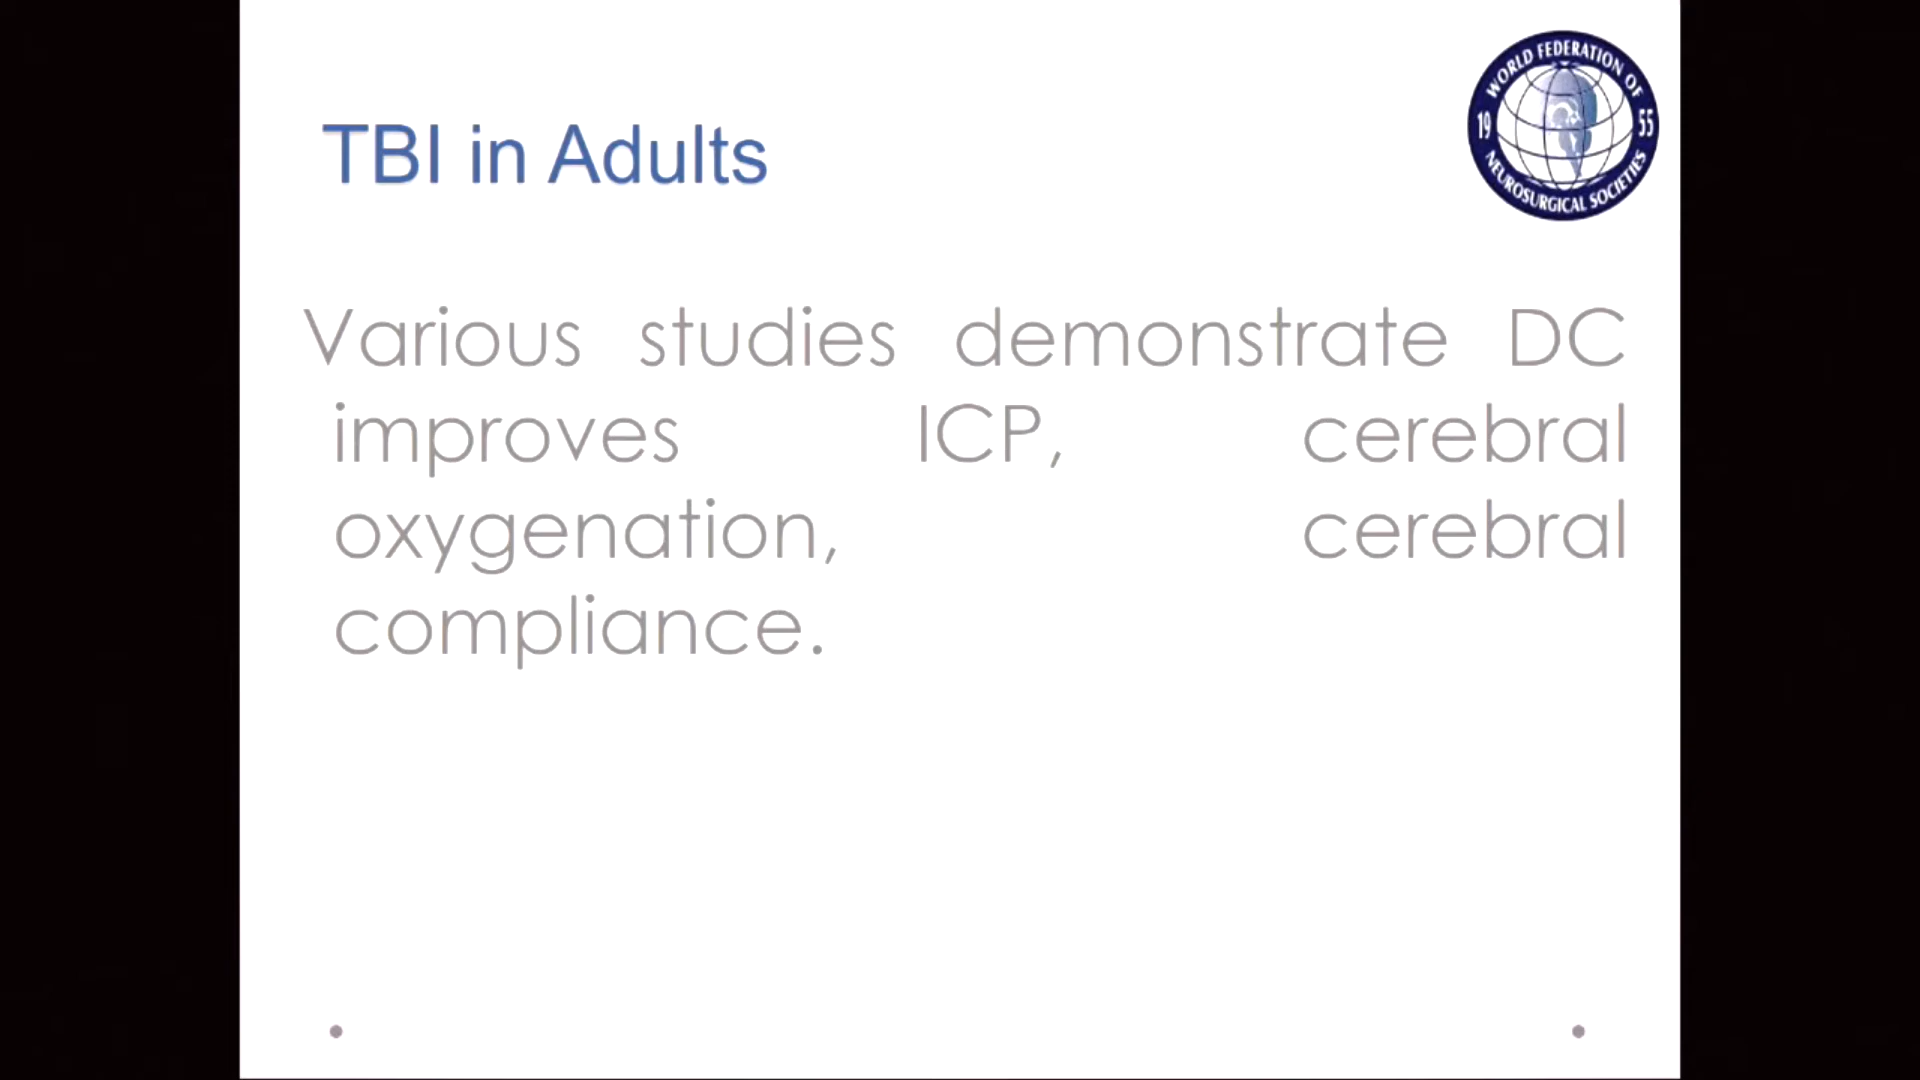 WORLD FEDERATION OF
19 55
NEUROSURGICAL SOCIETIES
TBI in Adults
Various studies demonstrate DC
improves ICP, cerebral
oxygenation, cerebral
compliance.